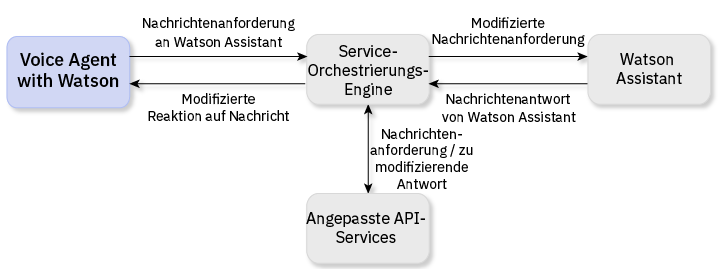 Nachrichtenanforderung
an Watson Assistant
Modifizierte
Nachrichtenanforderung
Voice Agent
with Watson
Service-
Orchestrierungs-
Engine
Watson
Assistant
Modifizierte
Reaktion auf Nachricht
Nachrichtenantwort
von Watson Assistant
Nachrichten-
anforderung / zu
modifizierende
Antwort
Angepasste API-
Services